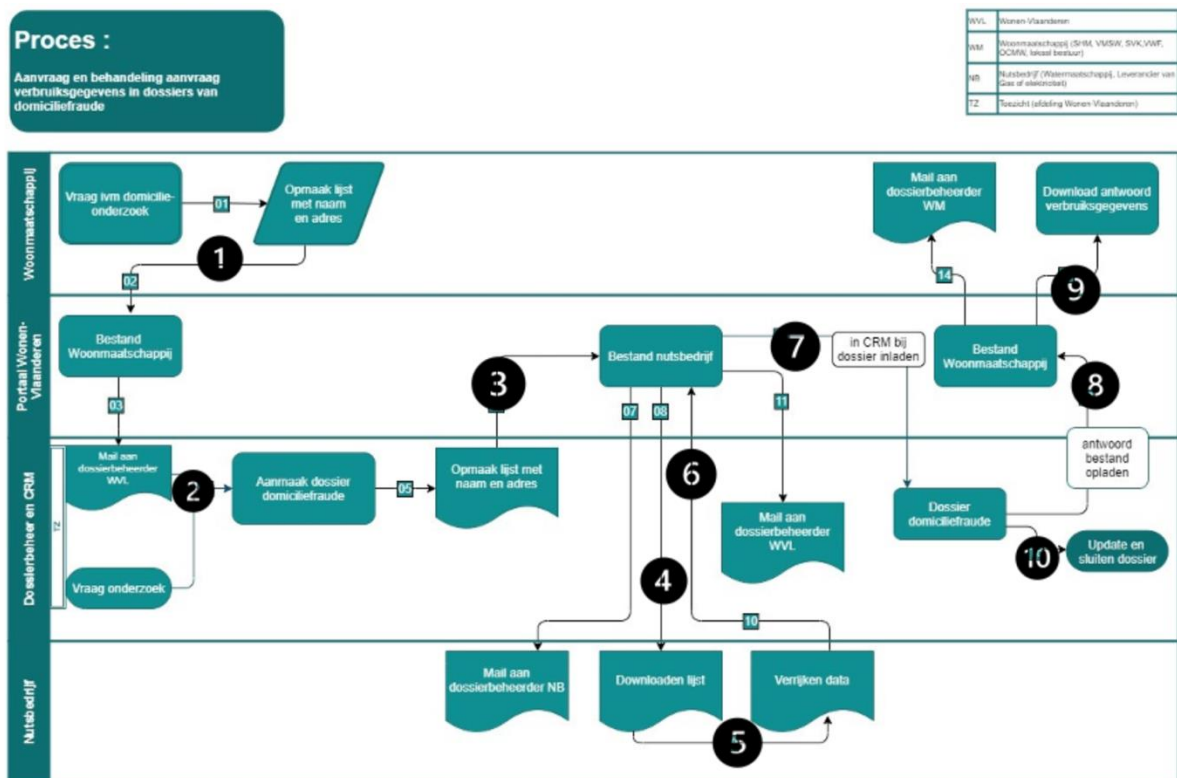 Proces :
Aanvraag en behandeling aanvraag
verbruiksgegevens in dossiers van
domiciliefraude
WVL Wonen-Vlaanderen
WM Woonmaatschappij (SHM, VMSW, SVK,VWF,
OCMW, lokaal bestuur)
NB Nutsbedrijf (Watermaatschappij, Leverancier van
Gas of elektriciteit)
TZ Toezicht (afdeling Wonen-Vlaanderen)
Woonmaatschappij
Vraag ivm domicilie-
onderzoek
01
Opmaak lijst
met naam
en adres
1
02
Mail aan
dossierbeheerder
WM
Download antwoord
verbruiksgegevens
14
9
Portaal Wonen-
Vlaanderen
Bestand
Woonmaatschappij
03
3
Bestand nutsbedrijf
07
08
6
7
11
in CRM bij
dossier inladen
Bestand
Woonmaatschappij
8
Dossierbeheer en CRM
TZ
Mail aan
dossierbeheerder
WVL
2
Vraag onderzoek
Aanmaak dossier
domiciliefraude
05
Opmaak lijst met
naam en adres
4
Mail aan
dossierbeheerder
WVL
10
Dossier
domiciliefraude
antwoord
bestand
opladen
10
Update en
sluiten dossier
Nutsbedrijf
Mail aan
dossierbeheerder NB
Downloaden lijst
5
Verrijken data